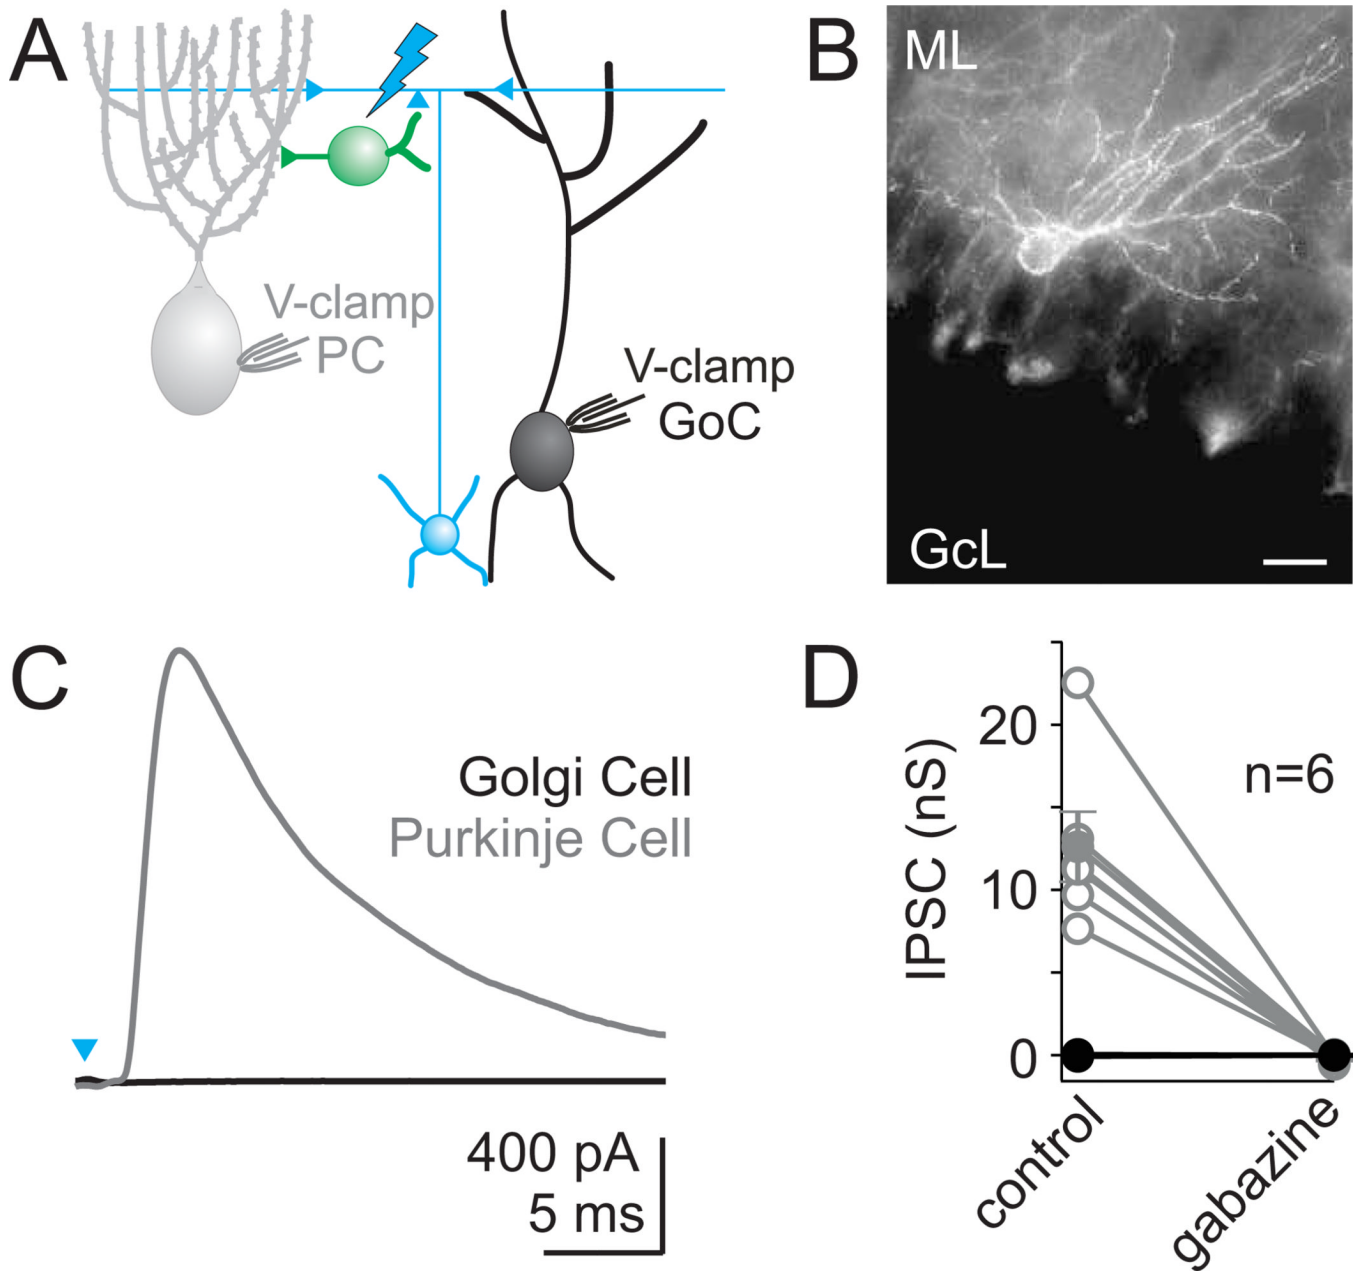 A
V-clamp
PC
V-clamp
GoC
B
ML
GcL
C
Golgi Cell
Purkinje Cell
400 pA
5 ms
D
IPSC (nS)
20
10
0
n=6
control
gabazine